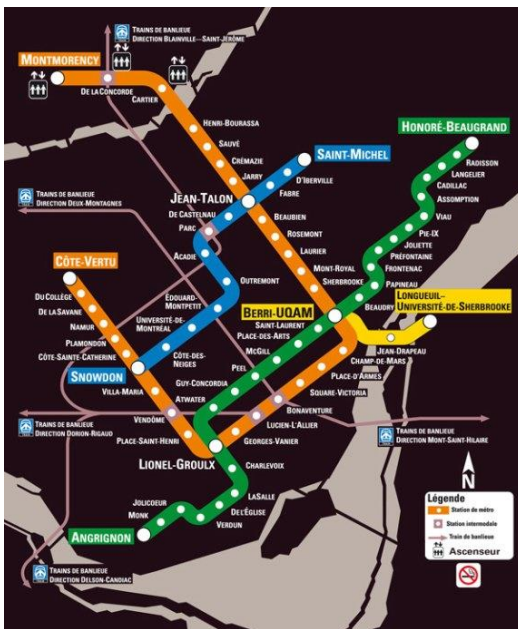 TRAINS DE BANLIEUE
DIRECTION BLAINVILLE--SAINT-JÉRÔME
MONTMORENCY
DE LA CONCORDE
CARTIER
HENRI-BOURASSA
SAUVÉ
CRÉMAZIE
JARRY
SAINT-MICHEL
D'IBERVILLE
FABRE
HONORÉ-BEAUGRAND
RADISSON
LANGELIER
CADILLAC
ASSOMPTION
VIAU
PIE-IX
JOLIETTE
PRÉFONTAINE
FRONTENAC
PAPINEAU
BEAUDRY
TRAINS DE BANLIEUE
DIRECTION DEUX-MONTAGNES
JEAN-TALON
DE CASTELNAU
PARC
ACADIE
BEAUBIEN
ROSEMONT
LAURIER
MONT-ROYAL
SHERBROOKE
OUTREMONT
ÉDOUARD-
MONTPETIT
UNIVERSITÉ-DE-
MONTRÉAL
CÔTE-DES-
NEIGES
CÔTE-VERTU
DU COLLÈGE
DE LA SAVANE
NAMUR
PLAMONDON
CÔTE-SAINTE-CATHERINE
SNOWDON
VILLA-MARIA
VENDÔME
PLACE-SAINT-HENRI
BERRI-UQAM
SAINT-LAURENT
PLACE-DES-ARTS
MCGILL
PEEL
GUY-CONCORDIA
ATWATER
LONGUEUIL–
UNIVERSITÉ-DE-SHERBROOKE
JEAN-DRAPEAU
CHAMP-DE-MARS
PLACE-D'ARMES
SQUARE-VICTORIA
BONAVENTURE
LUCIEN-L'ALLIER
GEORGES-VANIER
LIONEL-GROULX
CHARLEVOIX
LASALLE
DE L'ÉGLISE
VERDUN
JOLICOEUR
MONK
ANGRIGNON
TRAINS DE BANLIEUE
DIRECTION DORION-RIGAUD
TRAINS DE BANLIEUE
DIRECTION MONT-SAINT-HILAIRE
TRAINS DE BANLIEUE
DIRECTION DELSON-CANDIAC
N
Légende
Station de métro
Station intermodale
Train de banlieue
Ascenseur